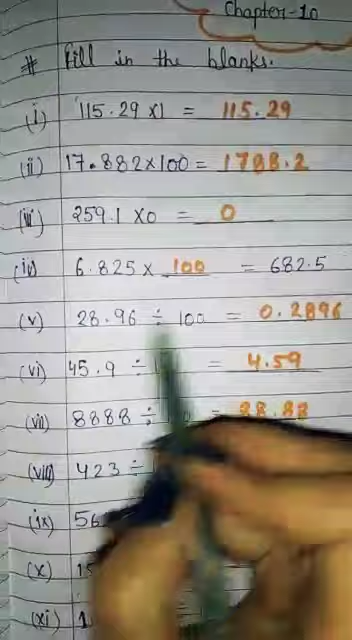 Chapter-10
# Fill in the blanks.
(i) 115.29 x1 = 115.29
(ii) 17.882x100 = 1788.2
(iii) 259.1 x0 = 0
(iv) 6.825 x 100 = 682.5
(v) 28.96 ÷ 100 = 0.2896
(vi) 45.9 ÷ = 4.59
(vii) 8888 ÷ = 88.88
(viii) 423 ÷
(ix) 56
(x) 15
(xi) 1